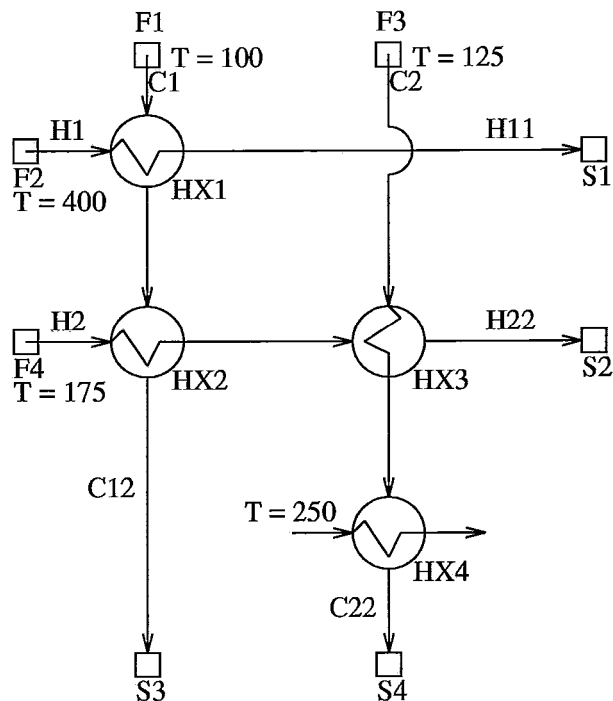 F1
F3
T = 100
T = 125
C1
C2
H1
H11
F2
HX1
S1
T = 400
H2
H22
F4
HX2
HX3
S2
T = 175
C12
T = 250
HX4
C22
S3
S4